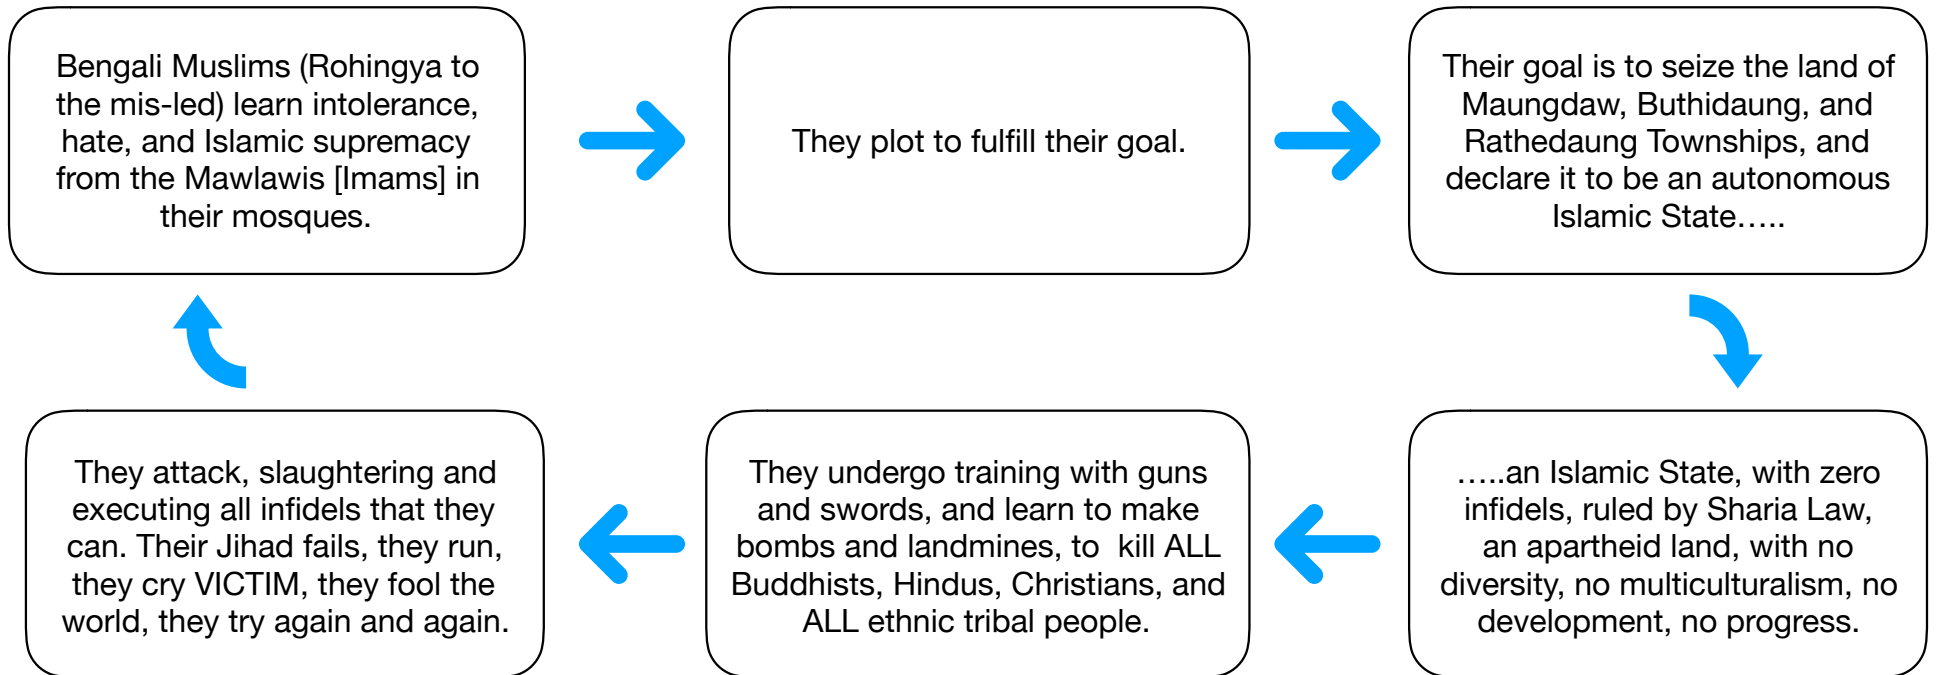 Bengali Muslims (Rohingya to
the mis-led) learn intolerance,
hate, and Islamic supremacy
from the Mawlawis [Imams] in
their mosques.
They plot to fulfill their goal.
Their goal is to seize the land of
Maungdaw, Buthidaung, and
Rathedaung Townships, and
declare it to be an autonomous
Islamic State…..
…..an Islamic State, with zero
infidels, ruled by Sharia Law,
an apartheid land, with no
diversity, no multiculturalism, no
development, no progress.
They undergo training with guns
and swords, and learn to make
bombs and landmines, to  kill ALL
Buddhists, Hindus, Christians, and
ALL ethnic tribal people.
They attack, slaughtering and
executing all infidels that they
can. Their Jihad fails, they run,
they cry VICTIM, they fool the
world, they try again and again.